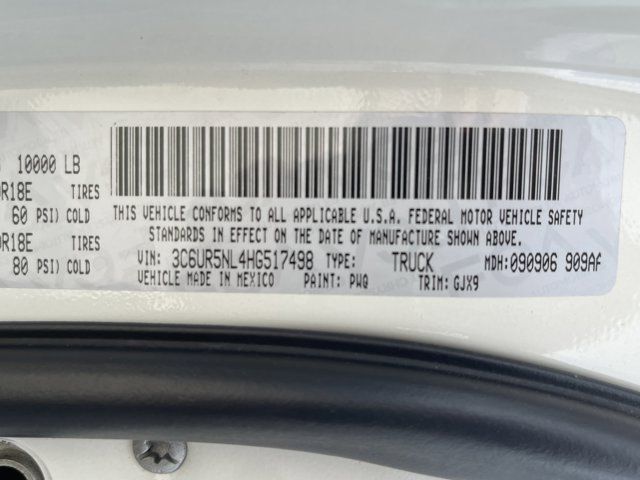 10000 LB
R18E TIRES
60 PSI) COLD
R18E TIRES
80 PSI) COLD
THIS VEHICLE CONFORMS TO ALL APPLICABLE U.S.A. FEDERAL MOTOR VEHICLE SAFETY
STANDARDS IN EFFECT ON THE DATE OF MANUFACTURE SHOWN ABOVE.
VIN: 3C6UR5NL4HG517498 TYPE: TRUCK MDH:090906 909AF
VEHICLE MADE IN MEXICO PAINT: PWQ TRIM: GJX9